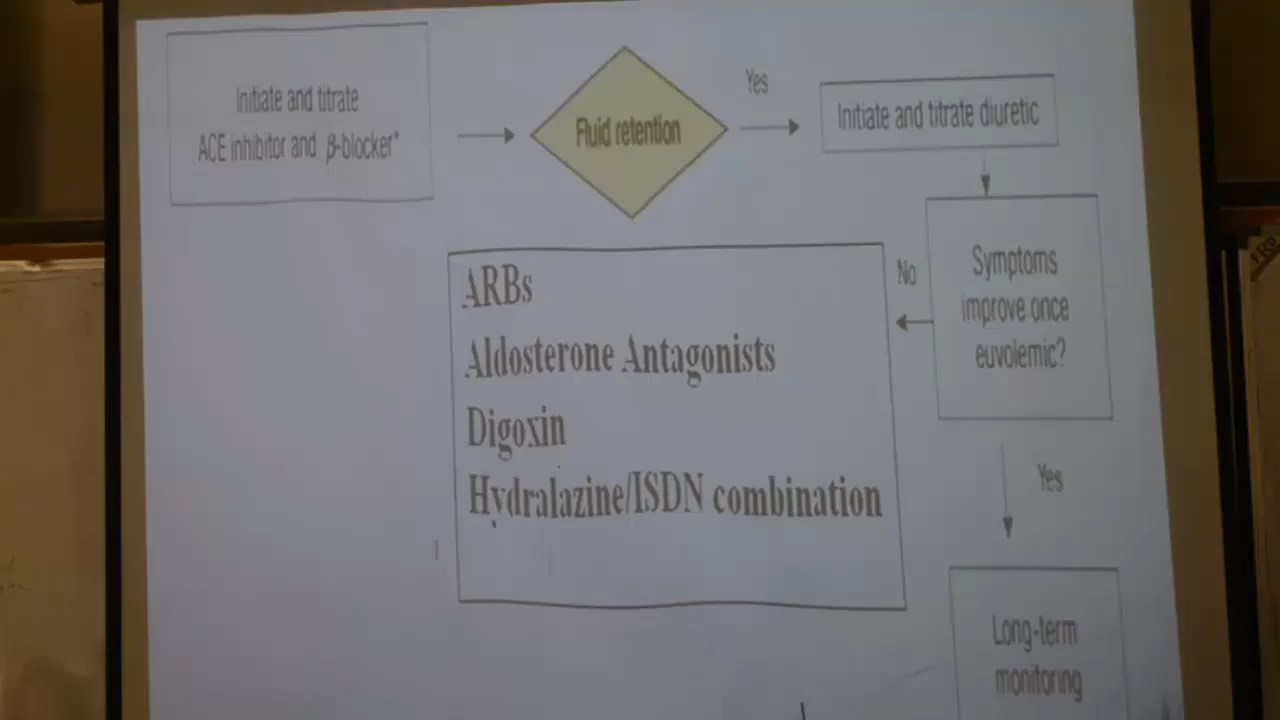 Initiate and titrate
ACE inhibitor and β-blocker*
Fluid retention
Yes
Initiate and titrate diuretic
Symptoms
improve once
euvolemic?
No
ARBs
Aldosterone Antagonists
Digoxin
Hydralazine/ISDN combination
Yes
Long-term
monitoring